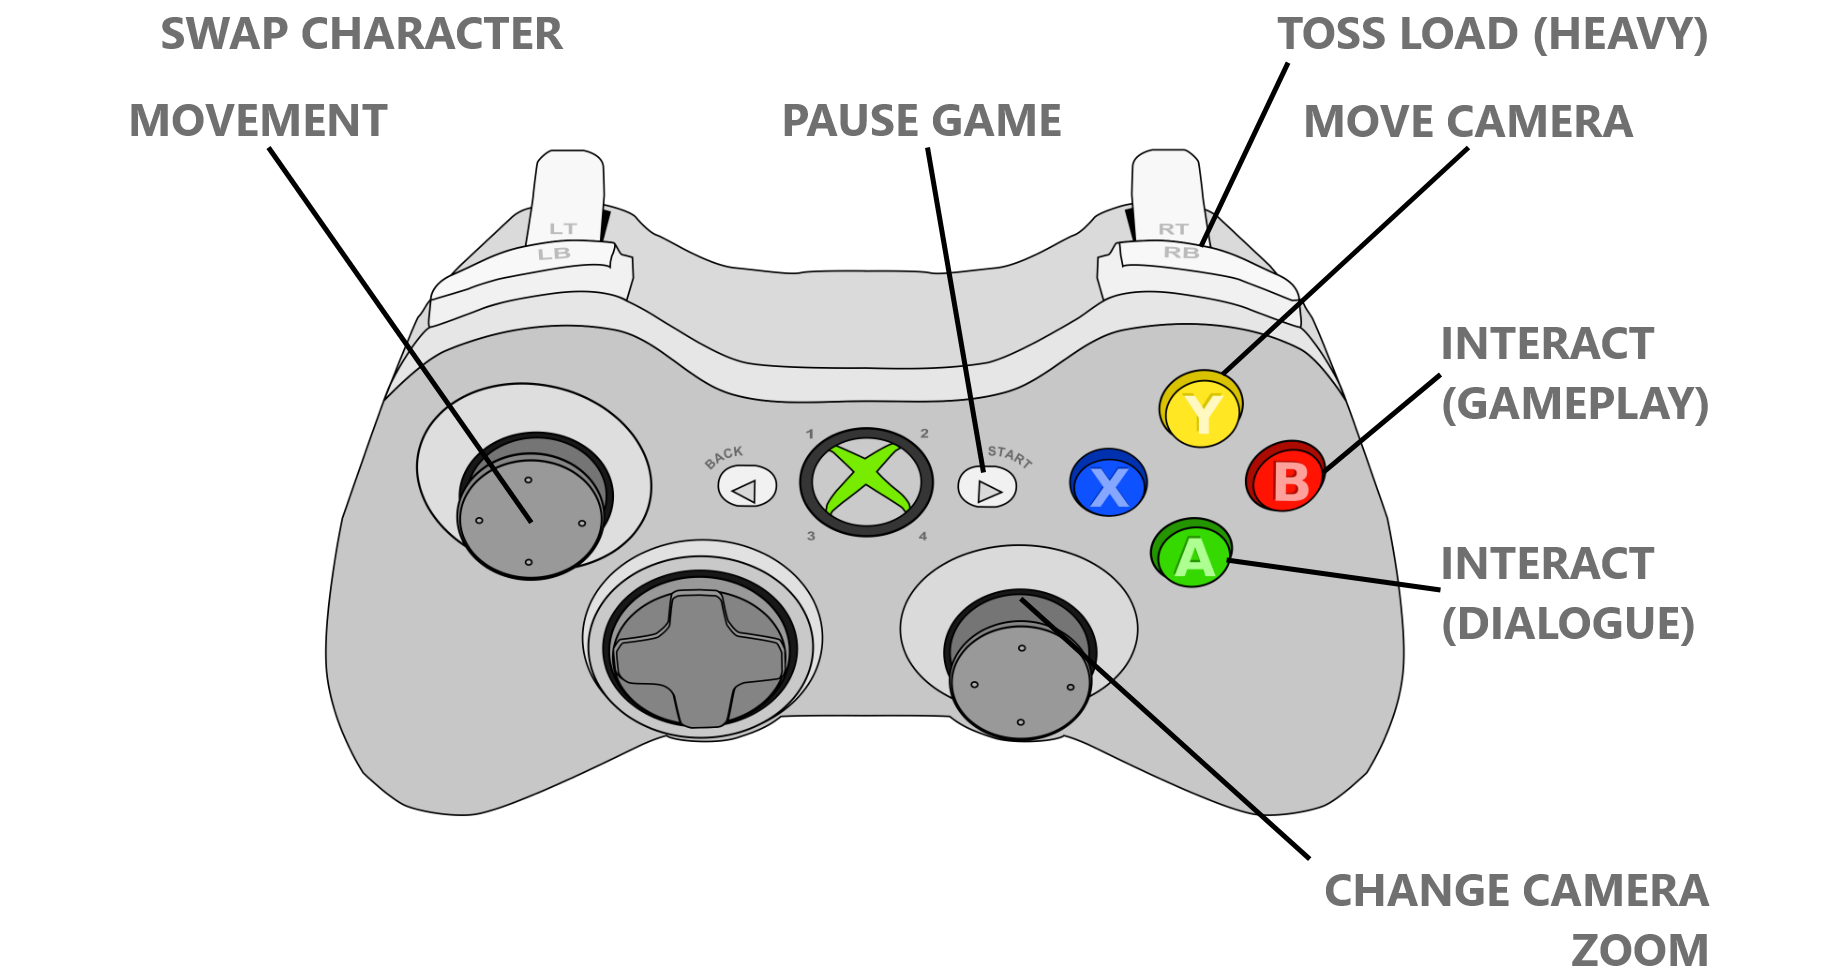 SWAP CHARACTER
TOSS LOAD (HEAVY)
MOVEMENT
PAUSE GAME
MOVE CAMERA
LT
RT
LB
RB
INTERACT
(GAMEPLAY)
Y
1
2
BACK
START
X
B
3
4
A
INTERACT
(DIALOGUE)
CHANGE CAMERA
ZOOM